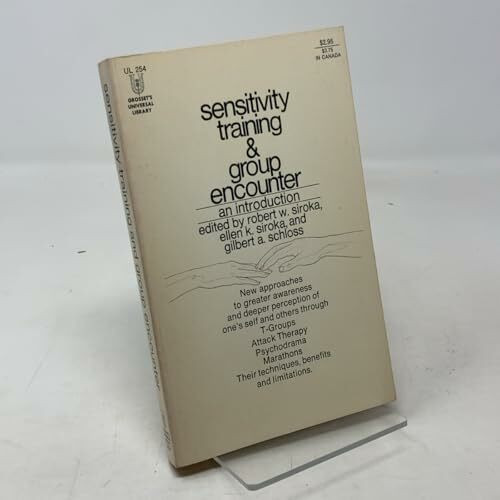 UL 254
GROSSET'S
UNIVERSAL
LIBRARY
$2.95
$3.75
IN CANADA
sensitivity
training
&
group
encounter
an introduction
edited by robert w. siroka,
ellen k. siroka, and
gilbert a. schloss
New approaches
to greater awareness
and deeper perception of
one's self and others through
T-Groups
Attack Therapy
Psychodrama
Marathons
Their techniques, benefits
and limitations.
sensitivity training and group encounter